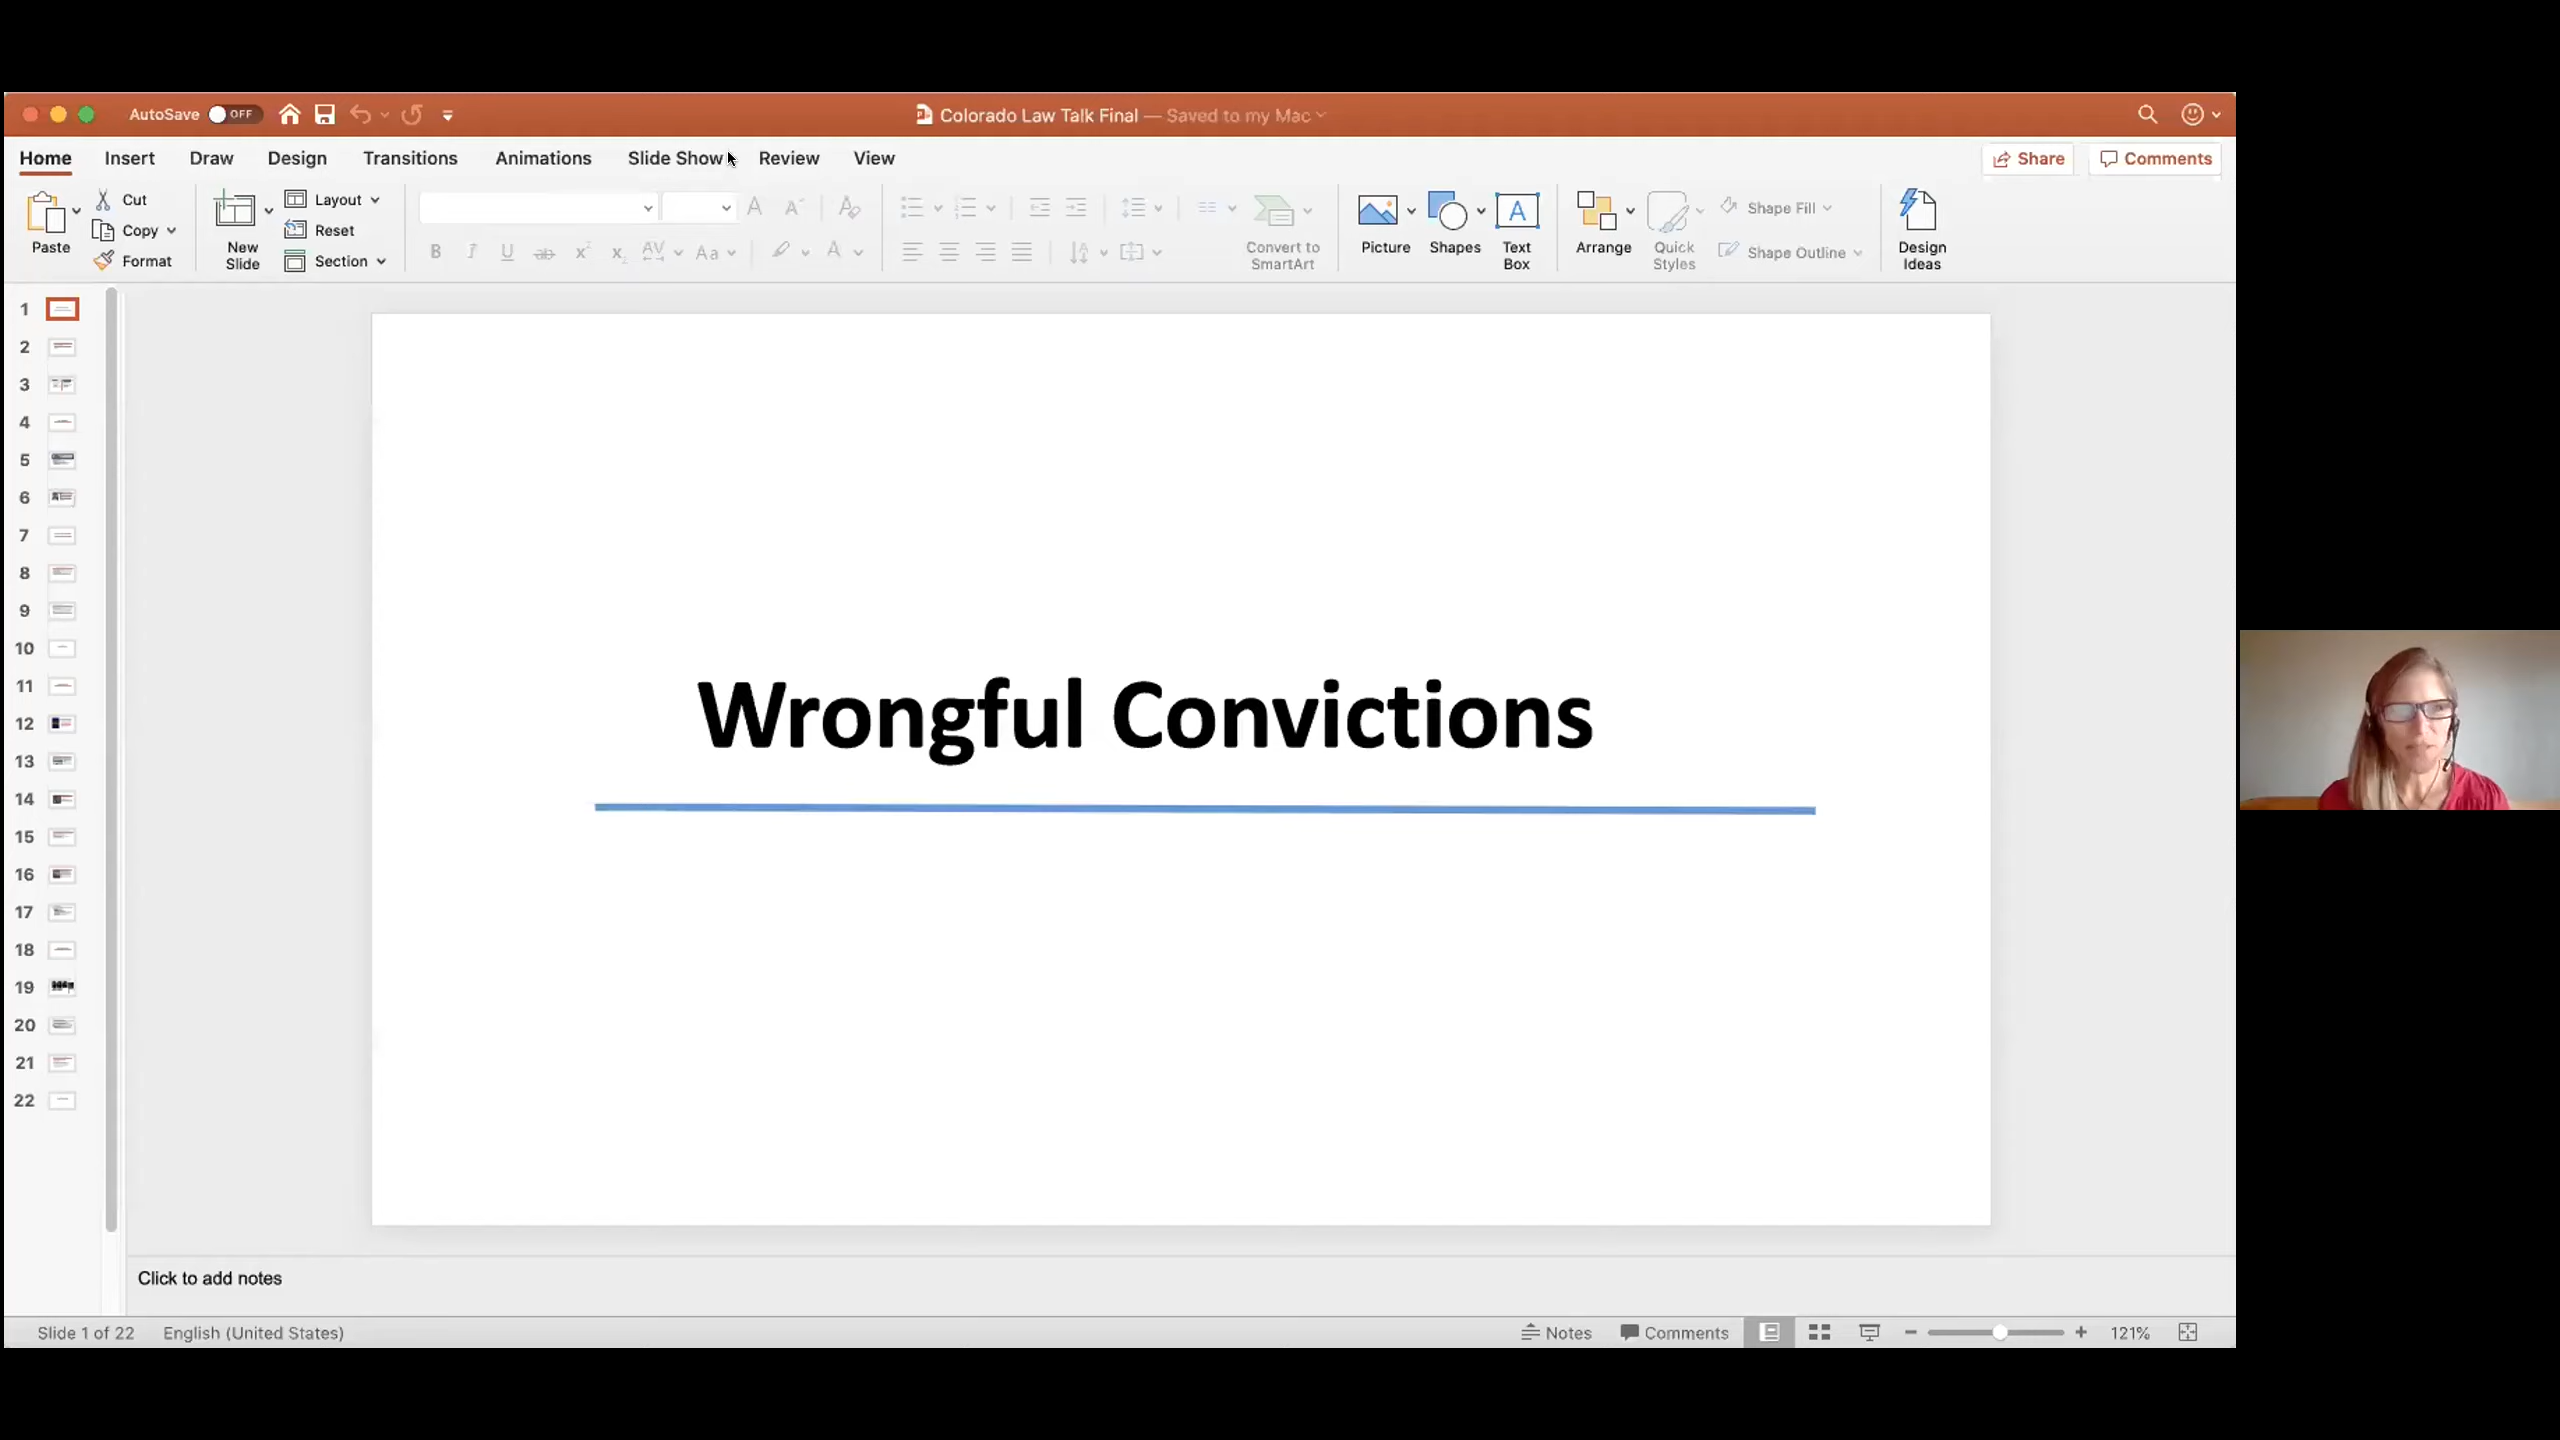 AutoSave OFF
Colorado Law Talk Final — Saved to my Mac
Home Insert Draw Design Transitions Animations Slide Show Review View
Share Comments
Paste
Cut
Copy
Format
New
Slide
Layout
Reset
Section
Convert to
SmartArt
Picture
Shapes
Text
Box
Arrange
Quick
Styles
Shape Fill
Shape Outline
Design
Ideas
1
2
3
4
5
6
7
8
9
10
11
12
13
14
15
16
17
18
19
20
21
22
Wrongful Convictions
Click to add notes
Slide 1 of 22 English (United States) Notes Comments 121%